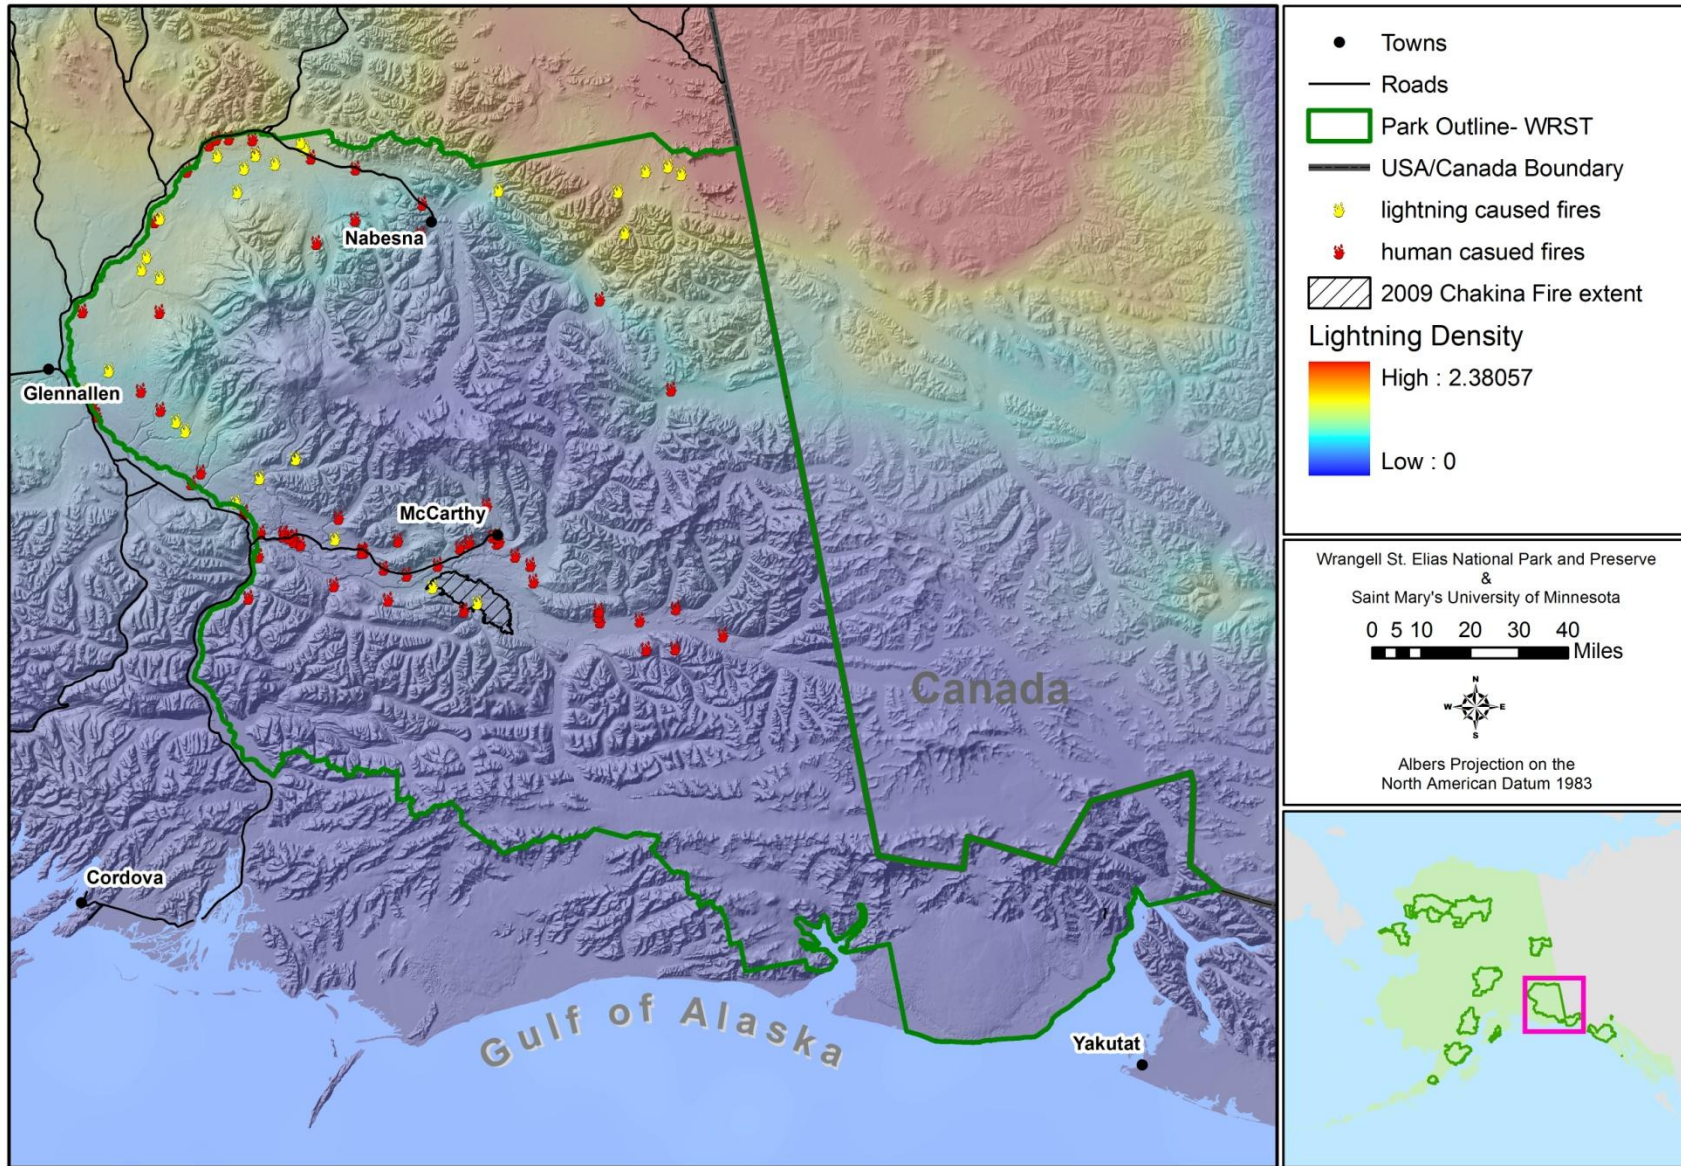 Nabesna
Glennallen
McCarthy
Canada
Cordova
Gulf of Alaska
Yakutat
Towns
Roads
Park Outline- WRST
USA/Canada Boundary
lightning caused fires
human casued fires
2009 Chakina Fire extent
Lightning Density
High : 2.38057
Low : 0
Wrangell St. Elias National Park and Preserve
&
Saint Mary's University of Minnesota
0 5 10 20 30 40
Miles
N
W E
S
Albers Projection on the
North American Datum 1983